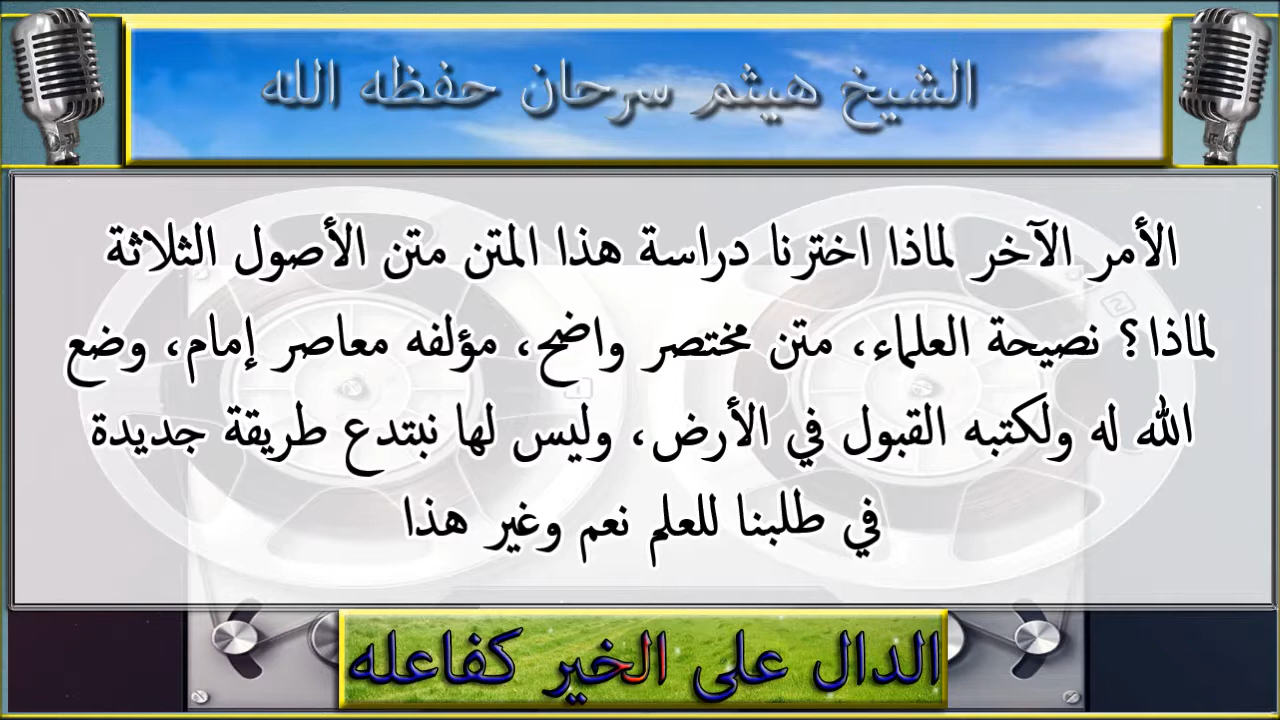 الشيخ هيثم سرحان حفظه الله
الأمر الآخر لماذا اخترنا دراسة هذا المتن متن الأصول الثلاثة
لماذا؟ نصيحة العلماء، متن مختصر واضح، مؤلفه معاصر إمام، وضع
الله له ولكتبه القبول في الأرض، وليس لها نبتدع طريقة جديدة
في طلبنا للعلم نعم وغير هذا
الدال على الخير كفاعله